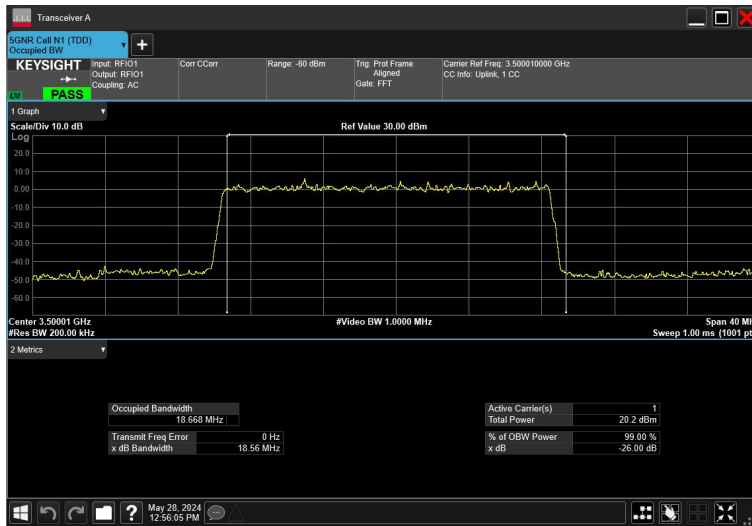 Transceiver A
5GNR Cell N1 (TDD)
Occupied BW
KEYSIGHT
LXI
PASS
Input: RFIO1
Output: RFIO1
Coupling: AC
Corr CCorr
Range: -60 dBm
Trig: Prot Frame
Aligned
Gate: FFT
Carrier Ref Freq: 3.500010000 GHz
CC Info: Uplink, 1 CC
1 Graph
Scale/Div 10.0 dB
Ref Value 30.00 dBm
Log
20.0
10.0
0.00
-10.0
-20.0
-30.0
-40.0
-50.0
-60.0
Center 3.50001 GHz
#Video BW 1.0000 MHz
Span 40 MH
#Res BW 200.00 kHz
Sweep 1.00 ms (1001 pt
2 Metrics
Occupied Bandwidth
18.668 MHz
Transmit Freq Error 0 Hz
x dB Bandwidth 18.56 MHz
Active Carrier(s) 1
Total Power 20.2 dBm
% of OBW Power 99.00 %
x dB -26.00 dB
?
May 28, 2024
12:56:05 PM